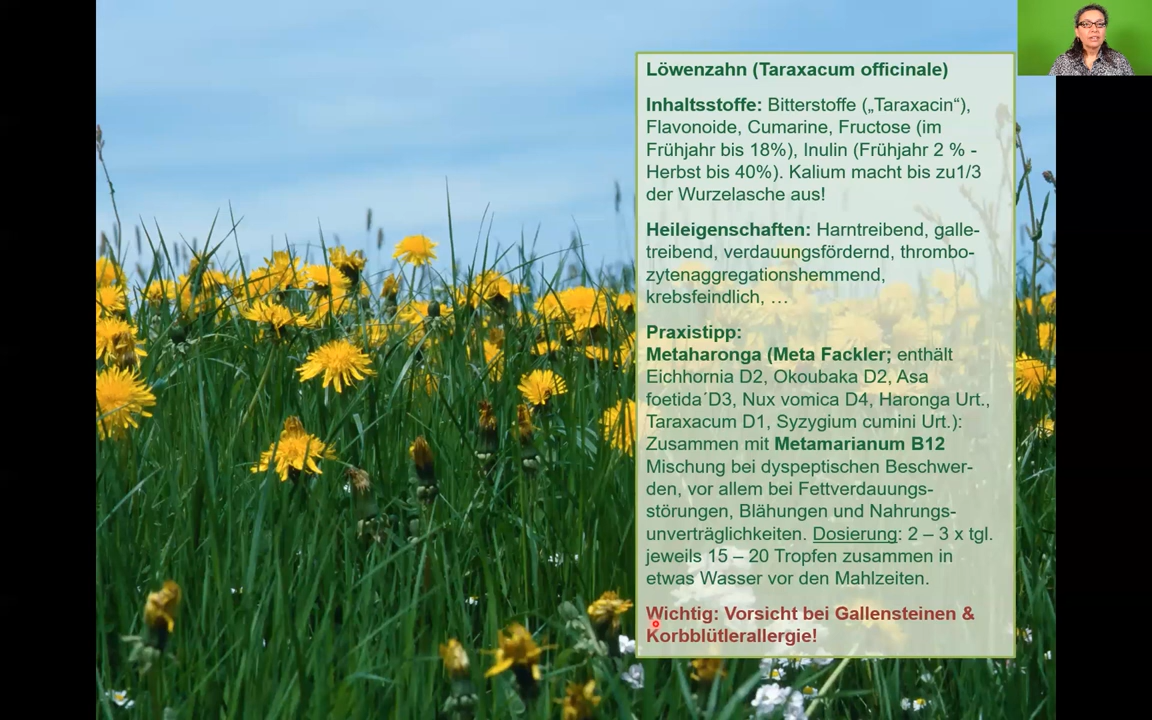 Löwenzahn (Taraxacum officinale)
Inhaltsstoffe: Bitterstoffe („Taraxacin“),
Flavonoide, Cumarine, Fructose (im
Frühjahr bis 18%), Inulin (Frühjahr 2 % -
Herbst bis 40%). Kalium macht bis zu1/3
der Wurzelasche aus!
Heileigenschaften: Harntreibend, galle-
treibend, verdauungsfördernd, thrombo-
zytenaggregationshemmend,
krebsfeindlich, …
Praxistipp:
Metaharonga (Meta Fackler; enthält
Eichhornia D2, Okoubaka D2, Asa
foetida´D3, Nux vomica D4, Haronga Urt.,
Taraxacum D1, Syzygium cumini Urt.):
Zusammen mit Metamarianum B12
Mischung bei dyspeptischen Beschwer-
den, vor allem bei Fettverdauungs-
störungen, Blähungen und Nahrungs-
unverträglichkeiten. Dosierung: 2 – 3 x tgl.
jeweils 15 – 20 Tropfen zusammen in
etwas Wasser vor den Mahlzeiten.
Wichtig: Vorsicht bei Gallensteinen &
Korbblütlerallergie!